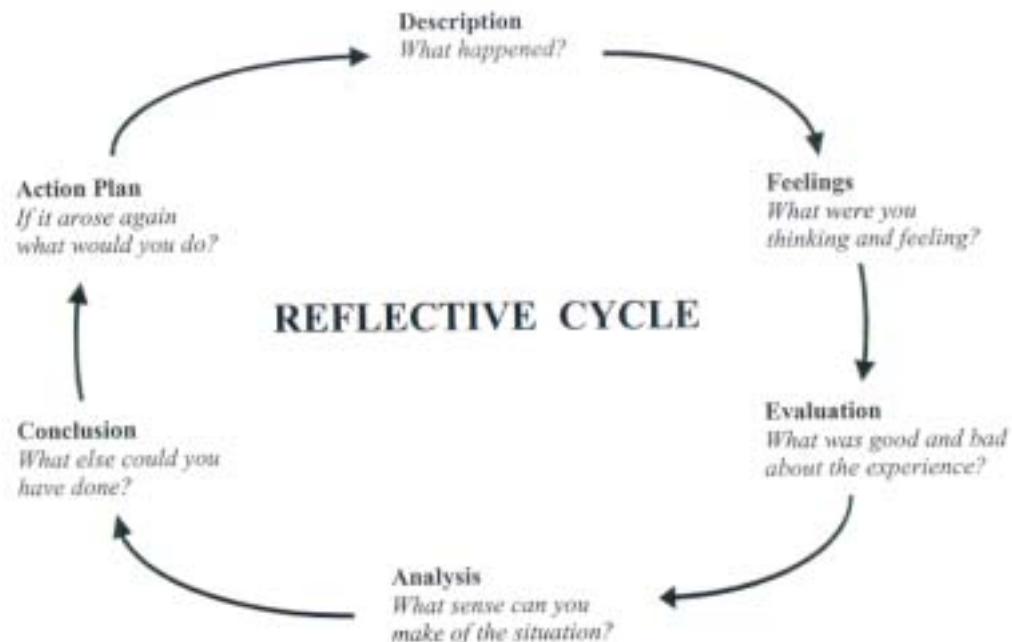 Description
What happened?
Feelings
What were you
thinking and feeling?
Evaluation
What was good and bad
about the experience?
Analysis
What sense can you
make of the situation?
Conclusion
What else could you
have done?
Action Plan
If it arose again
what would you do?
REFLECTIVE CYCLE